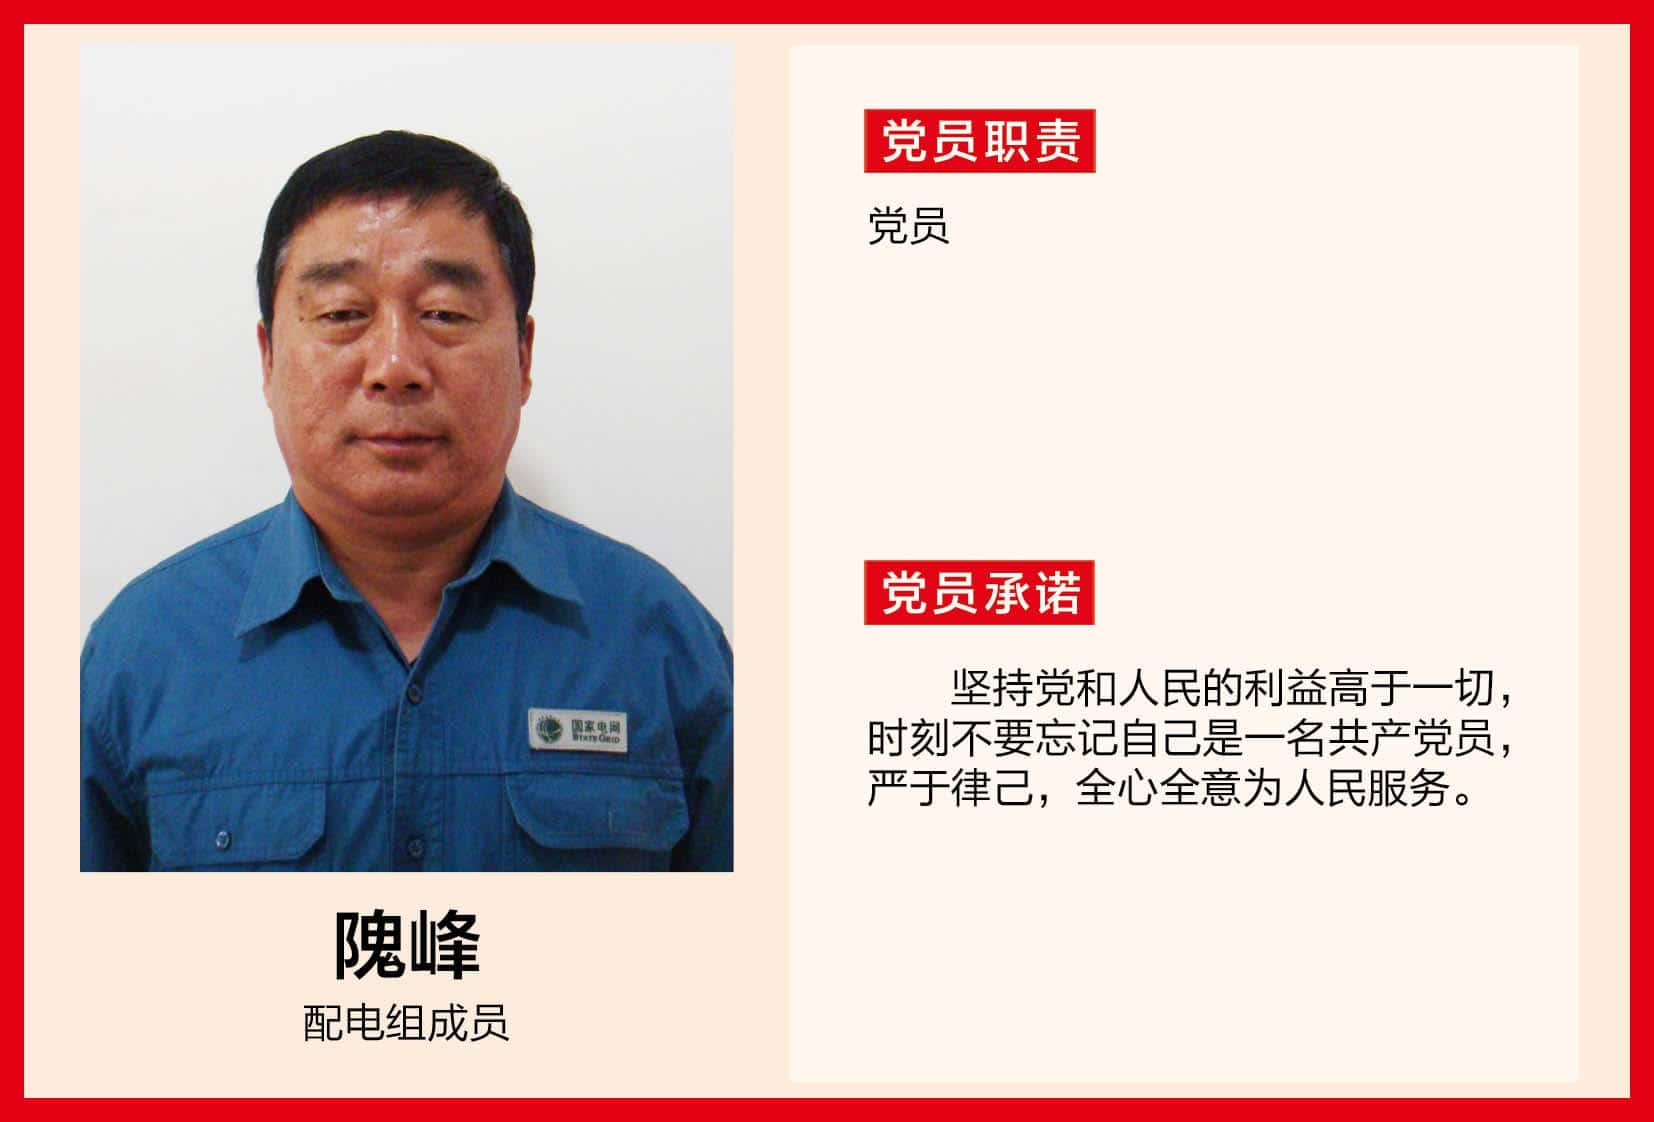 国家电网
STATE GRID
隗峰
配电组成员
党员职责
党员
党员承诺
坚持党和人民的利益高于一切，
时刻不要忘记自己是一名共产党员，
严于律己，全心全意为人民服务。